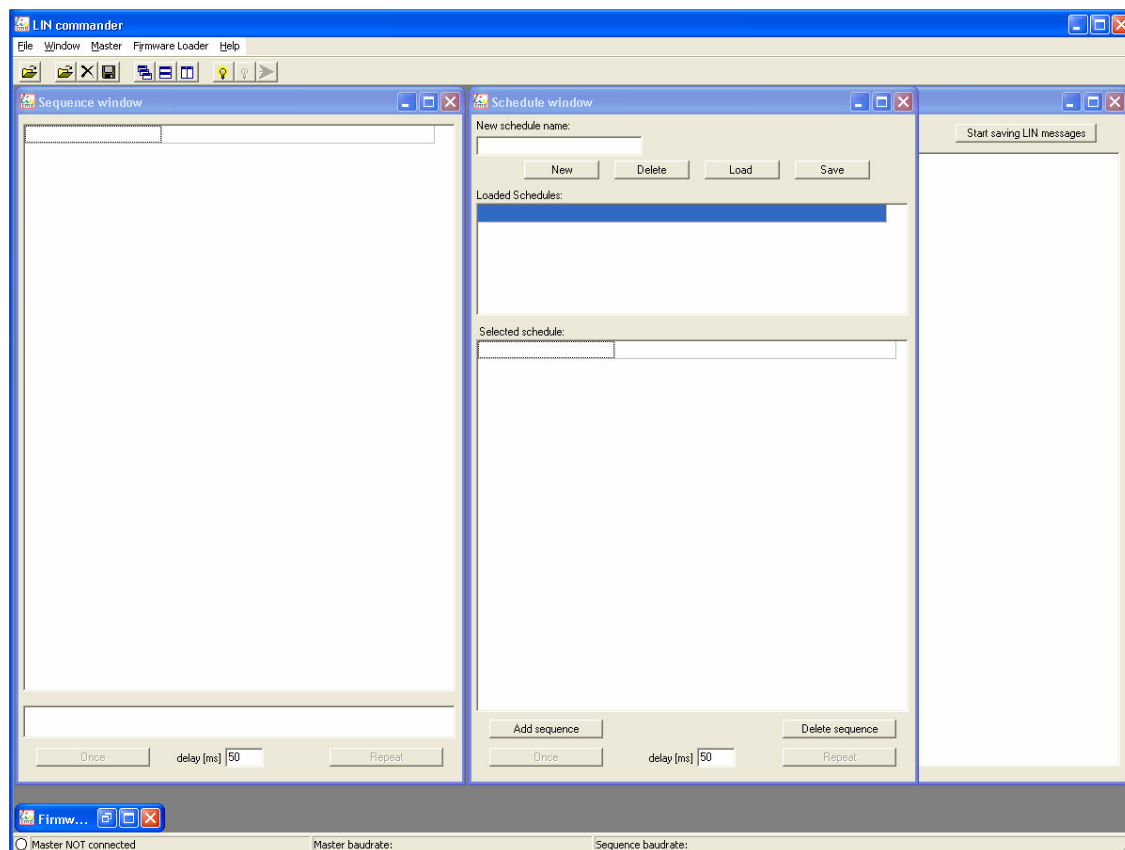 LIN commander
File Window Master Firmware Loader Help
Sequence window
Once
delay [ms] 50
Repeat
Schedule window
New schedule name:
New Delete Load Save
Loaded Schedules:
Selected schedule:
Add sequence Delete sequence
Once
delay [ms] 50
Repeat
Start saving LIN messages
Firmw...
Master NOT connected Master baudrate: Sequence baudrate: